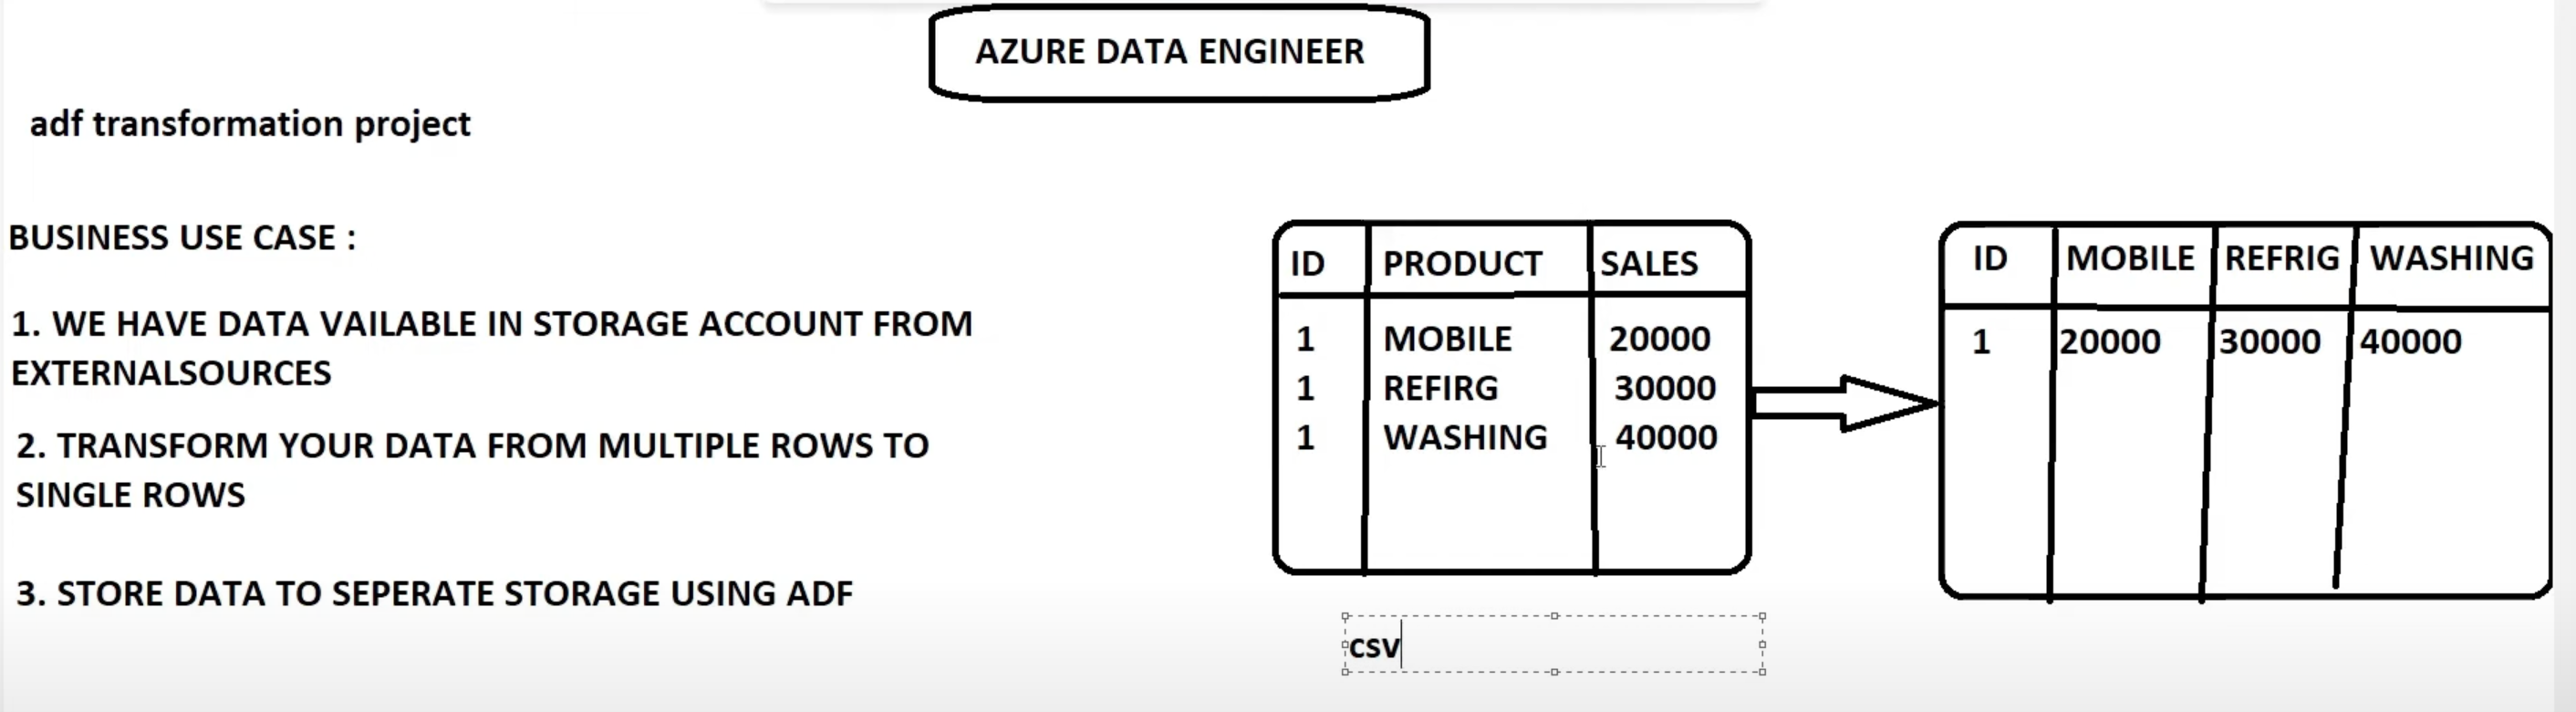 AZURE DATA ENGINEER
adf transformation project
BUSINESS USE CASE :
1. WE HAVE DATA VAILABLE IN STORAGE ACCOUNT FROM
EXTERNALSOURCES
2. TRANSFORM YOUR DATA FROM MULTIPLE ROWS TO
SINGLE ROWS
3. STORE DATA TO SEPERATE STORAGE USING ADF
ID PRODUCT SALES
1 MOBILE 20000
1 REFIRG 30000
1 WASHING 40000
csv
ID MOBILE REFRIG WASHING
1 20000 30000 40000